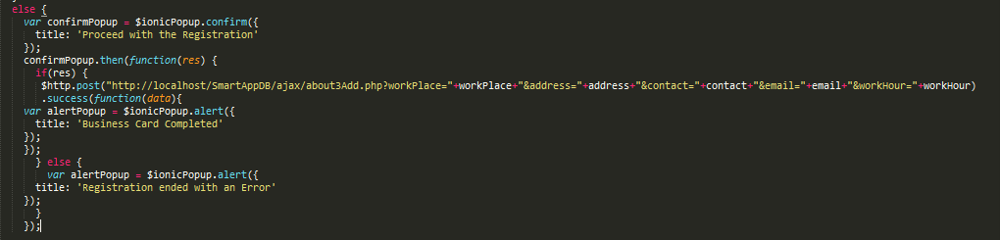 else {
var confirmPopup = $ionicPopup.confirm({
title: 'Proceed with the Registration'
});
confirmPopup.then(function(res) {
if(res) {
$http.post("http://localhost/SmartAppDB/ajax/about3Add.php?workPlace="+workPlace+"&address="+address+"&contact="+contact+"&email="+email+"&workHour="+workHour)
.success(function(data){
var alertPopup = $ionicPopup.alert({
title: 'Business Card Completed'
});
});
} else {
var alertPopup = $ionicPopup.alert({
title: 'Registration ended with an Error'
});
}
});